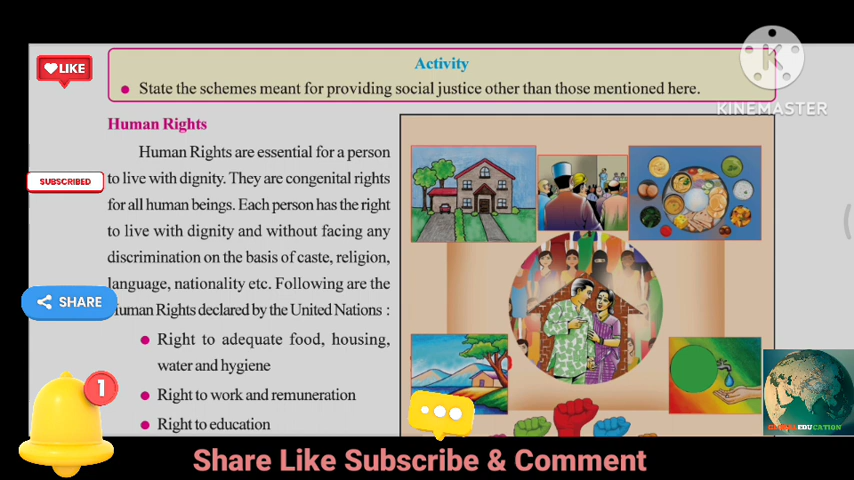 LIKE
Activity
● State the schemes meant for providing social justice other than those mentioned here.
KINEMASTER
Human Rights
Human Rights are essential for a person
to live with dignity. They are congenital rights
SUBSCRIBED
for all human beings. Each person has the right
to live with dignity and without facing any
discrimination on the basis of caste, religion,
language, nationality etc. Following are the
SHARE
Human Rights declared by the United Nations :
● Right to adequate food, housing,
water and hygiene
● Right to work and remuneration
● Right to education
1
EDUCATION
Share Like Subscribe & Comment